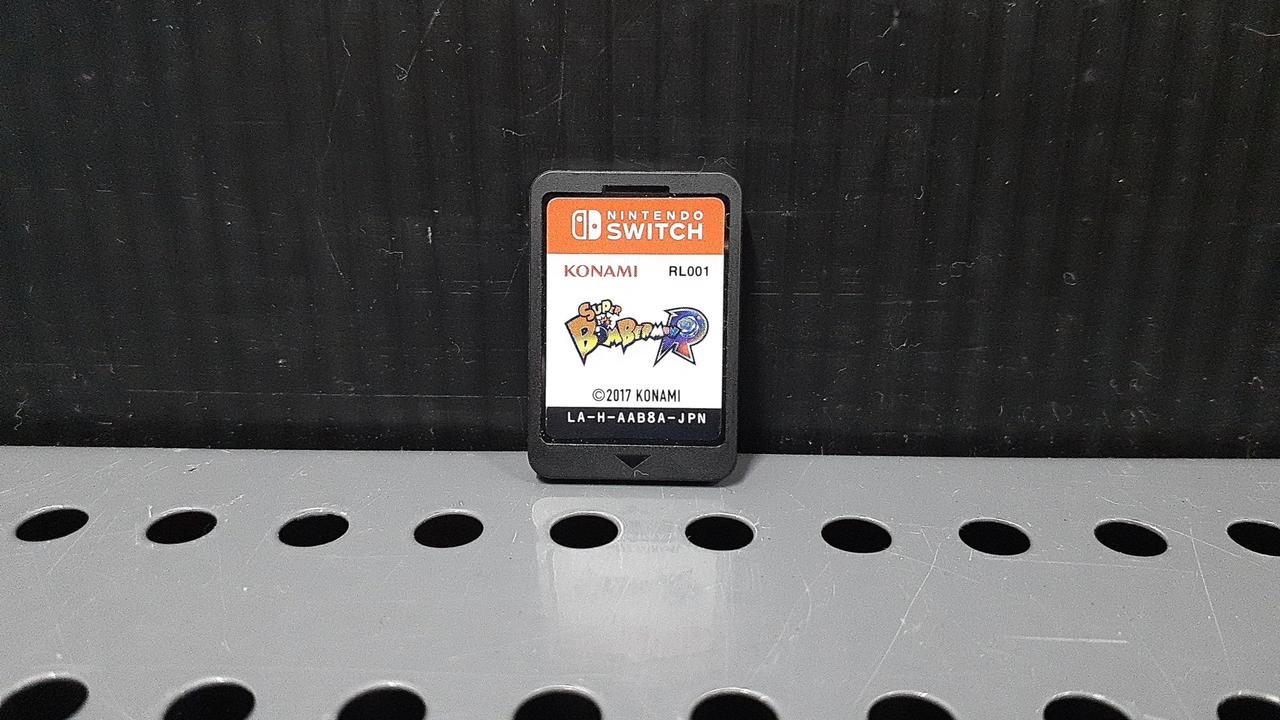 NINTENDO
SWITCH
KONAMI RL001
SUPER
BOMBERMAN R
©2017 KONAMI
LA-H-AAB8A-JPN